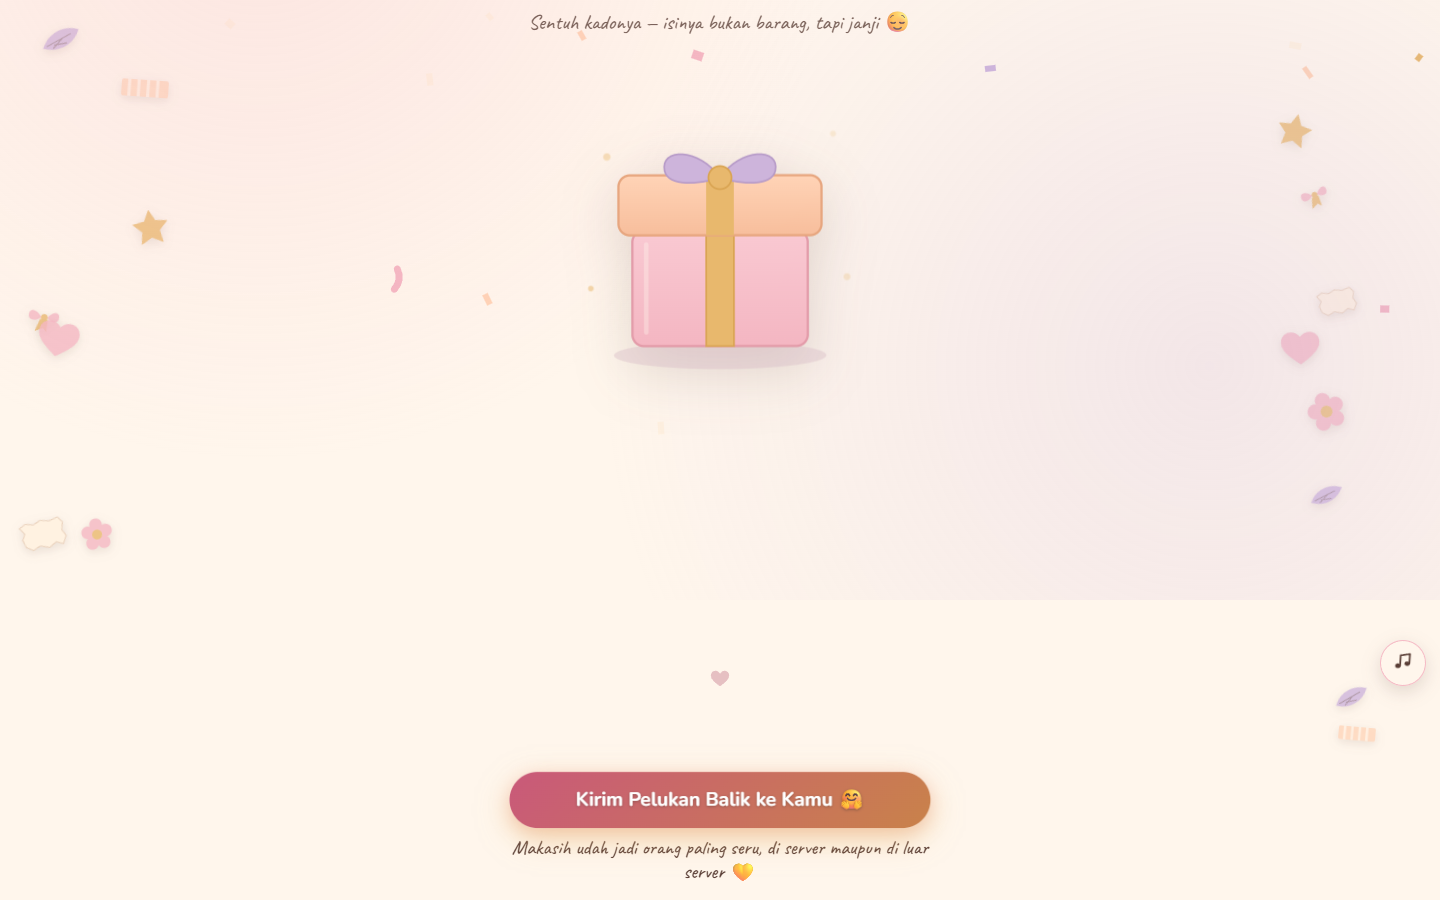 Sentuh kadonya — isinya bukan barang, tapi janji 😌
Kirim Pelukan Balik ke Kamu 🤗
Makasih udah jadi orang paling seru, di server maupun di luar
server 💛